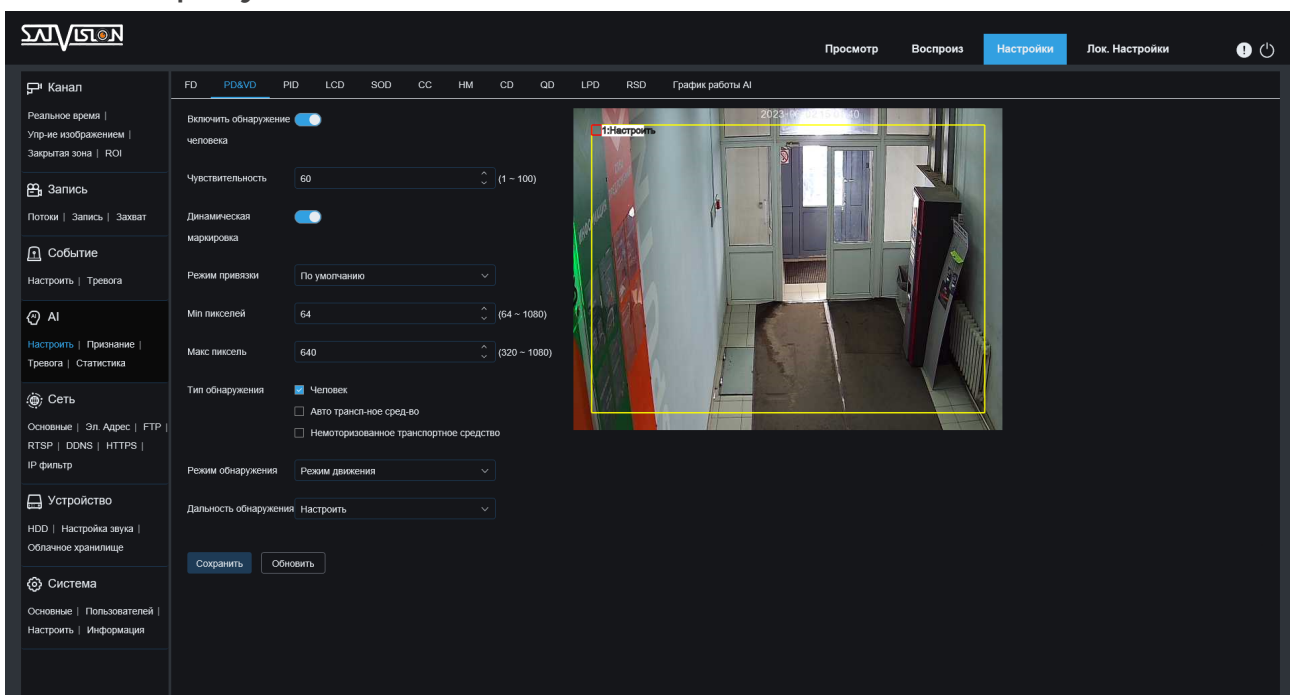 SATVISION
Просмотр Воспроиз Настройки Лок. Настройки
Канал
Реальное время |
Упр-ие изображением |
Закрытая зона | ROI
Запись
Потоки | Запись | Захват
Событие
Настроить | Тревога
AI
Настроить | Признание |
Тревога | Статистика
Сеть
Основные | Эл. Адрес | FTP |
RTSP | DDNS | HTTPS |
IP фильтр
Устройство
HDD | Настройка звука |
Облачное хранилище
Система
Основные | Пользователей |
Настроить | Информация
FD PD&VD PID LCD SOD CC HM CD QD LPD RSD График работы AI
Включить обнаружение
человека
Чувствительность 60 (1 ~ 100)
Динамическая
маркировка
Режим привязки По умолчанию
Min пикселей 64 (64 ~ 1080)
Макс пиксель 640 (320 ~ 1080)
Тип обнаружения Человек
Авто трансп-ное сред-во
Немоторизованное транспортное средство
Режим обнаружения Режим движения
Дальность обнаружения Настроить
Сохранить Обновить
1:Настроить